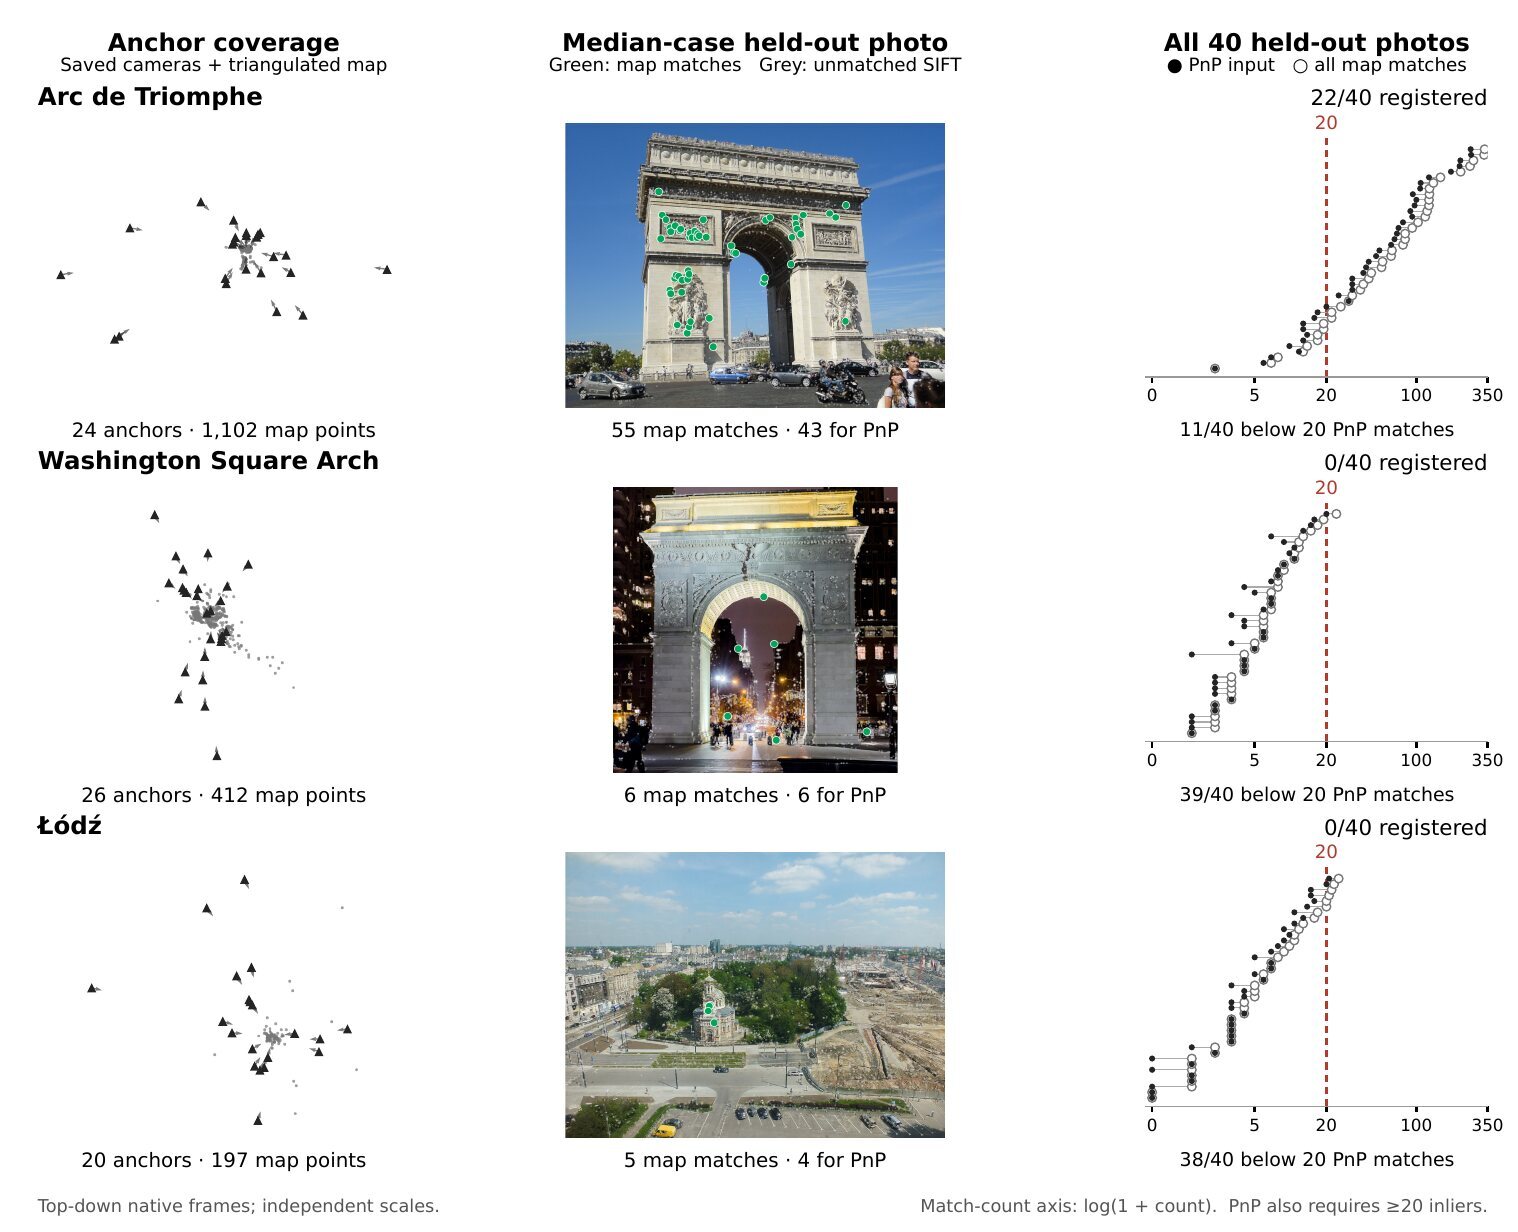 Anchor coverage
Saved cameras + triangulated map
Median-case held-out photo
Green: map matches   Grey: unmatched SIFT
All 40 held-out photos
● PnP input   ○ all map matches
Arc de Triomphe
22/40 registered
20
0 5 20 100 350
24 anchors · 1,102 map points
55 map matches · 43 for PnP
11/40 below 20 PnP matches
Washington Square Arch
0/40 registered
20
0 5 20 100 350
26 anchors · 412 map points
6 map matches · 6 for PnP
39/40 below 20 PnP matches
Łódź
0/40 registered
20
0 5 20 100 350
20 anchors · 197 map points
5 map matches · 4 for PnP
38/40 below 20 PnP matches
Top-down native frames; independent scales.
Match-count axis: log(1 + count).  PnP also requires ≥20 inliers.